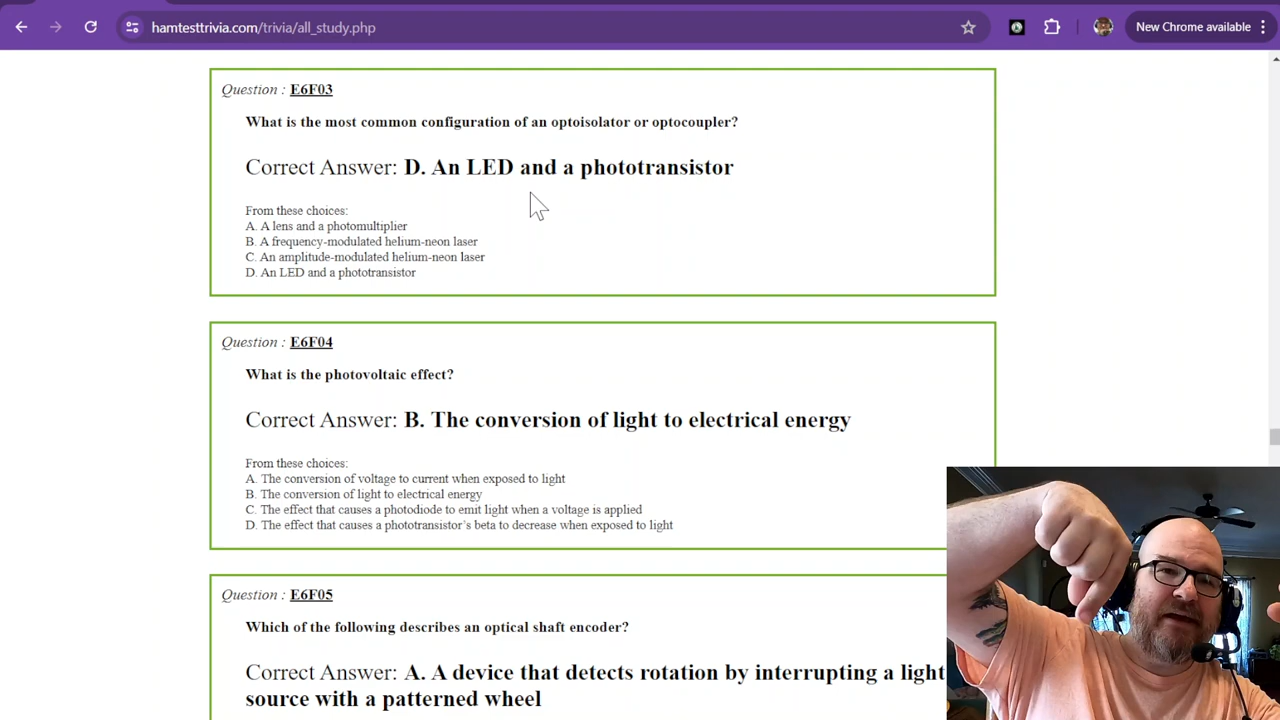 hamtesttrivia.com/trivia/all_study.php
New Chrome available
Question : E6F03
What is the most common configuration of an optoisolator or optocoupler?
Correct Answer: D. An LED and a phototransistor
From these choices:
A. A lens and a photomultiplier
B. A frequency-modulated helium-neon laser
C. An amplitude-modulated helium-neon laser
D. An LED and a phototransistor
Question : E6F04
What is the photovoltaic effect?
Correct Answer: B. The conversion of light to electrical energy
From these choices:
A. The conversion of voltage to current when exposed to light
B. The conversion of light to electrical energy
C. The effect that causes a photodiode to emit light when a voltage is applied
D. The effect that causes a phototransistor's beta to decrease when exposed to light
Question : E6F05
Which of the following describes an optical shaft encoder?
Correct Answer: A. A device that detects rotation by interrupting a light
source with a patterned wheel